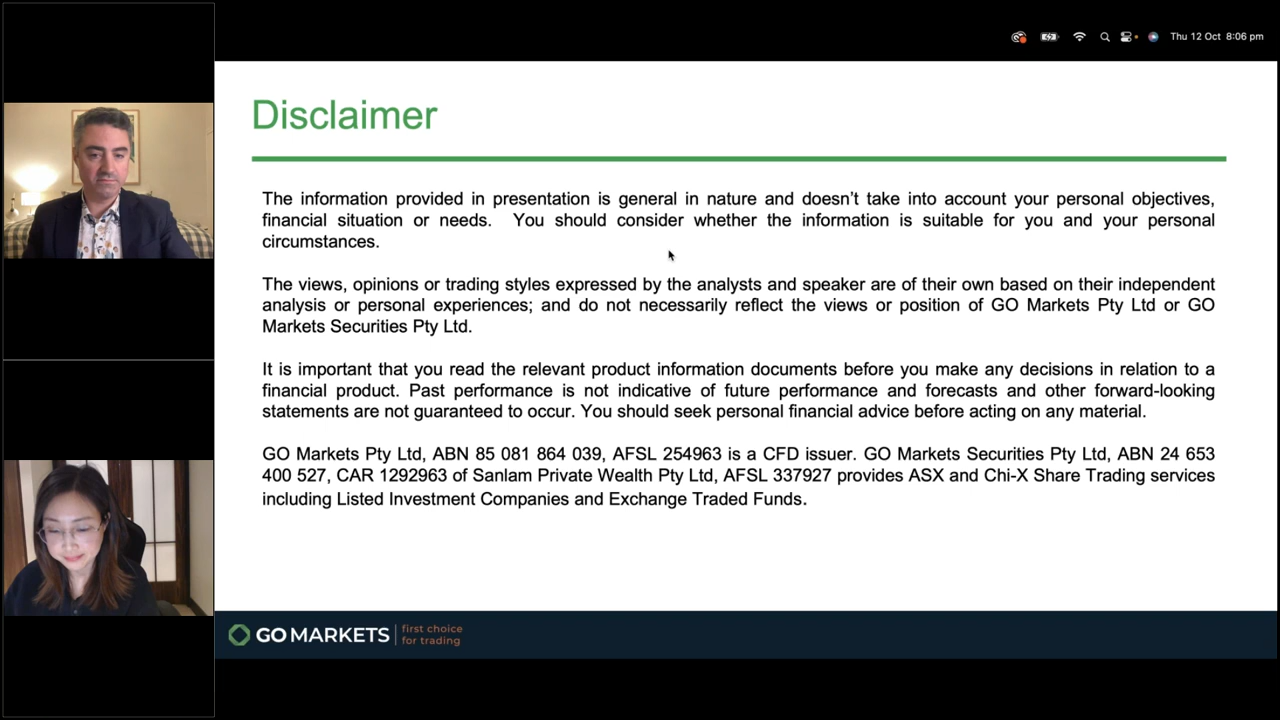 Thu 12 Oct 8:06 pm
Disclaimer
The information provided in presentation is general in nature and doesn’t take into account your personal objectives,
financial situation or needs.  You should consider whether the information is suitable for you and your personal
circumstances.
The views, opinions or trading styles expressed by the analysts and speaker are of their own based on their independent
analysis or personal experiences; and do not necessarily reflect the views or position of GO Markets Pty Ltd or GO
Markets Securities Pty Ltd.
It is important that you read the relevant product information documents before you make any decisions in relation to a
financial product. Past performance is not indicative of future performance and forecasts and other forward-looking
statements are not guaranteed to occur. You should seek personal financial advice before acting on any material.
GO Markets Pty Ltd, ABN 85 081 864 039, AFSL 254963 is a CFD issuer. GO Markets Securities Pty Ltd, ABN 24 653
400 527, CAR 1292963 of Sanlam Private Wealth Pty Ltd, AFSL 337927 provides ASX and Chi-X Share Trading services
including Listed Investment Companies and Exchange Traded Funds.
GO MARKETS
first choice
for trading